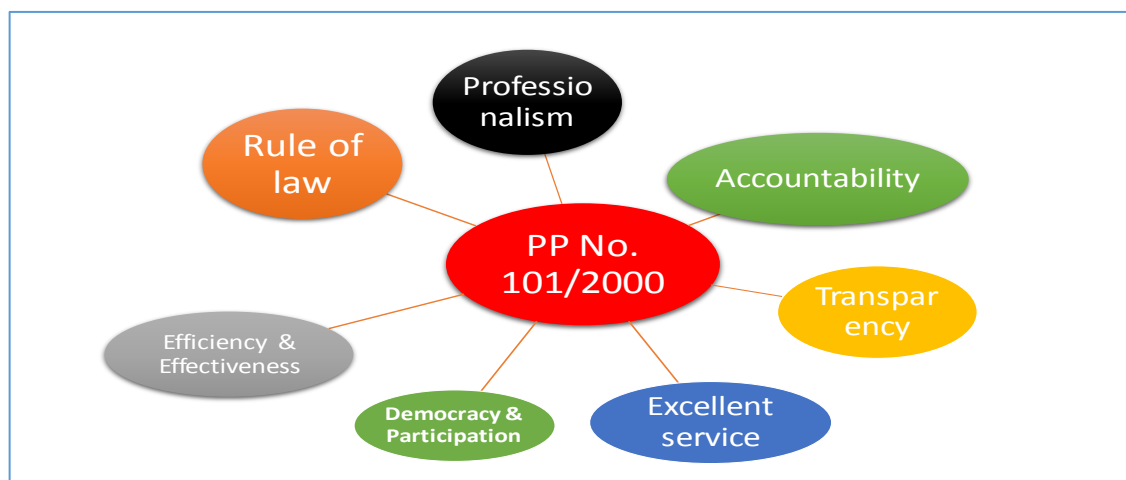 Professio
nalism
Rule of
law
Accountability
PP No.
101/2000
Transpar
ency
Efficiency &
Effectiveness
Democracy &
Participation
Excellent
service